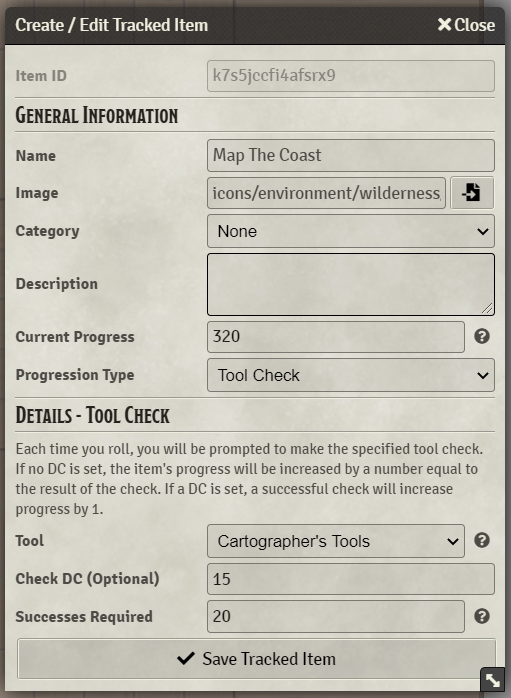 Create / Edit Tracked Item
Close
Item ID
k7s5jccfi4afsrx9
General Information
Name
Map The Coast
Image
icons/environment/wilderness
Category
None
Description
Current Progress
320
Progression Type
Tool Check
Details - Tool Check
Each time you roll, you will be prompted to make the specified tool check.
If no DC is set, the item's progress will be increased by a number equal to
the result of the check. If a DC is set, a successful check will increase
progress by 1.
Tool
Cartographer's Tools
Check DC (Optional)
15
Successes Required
20
Save Tracked Item